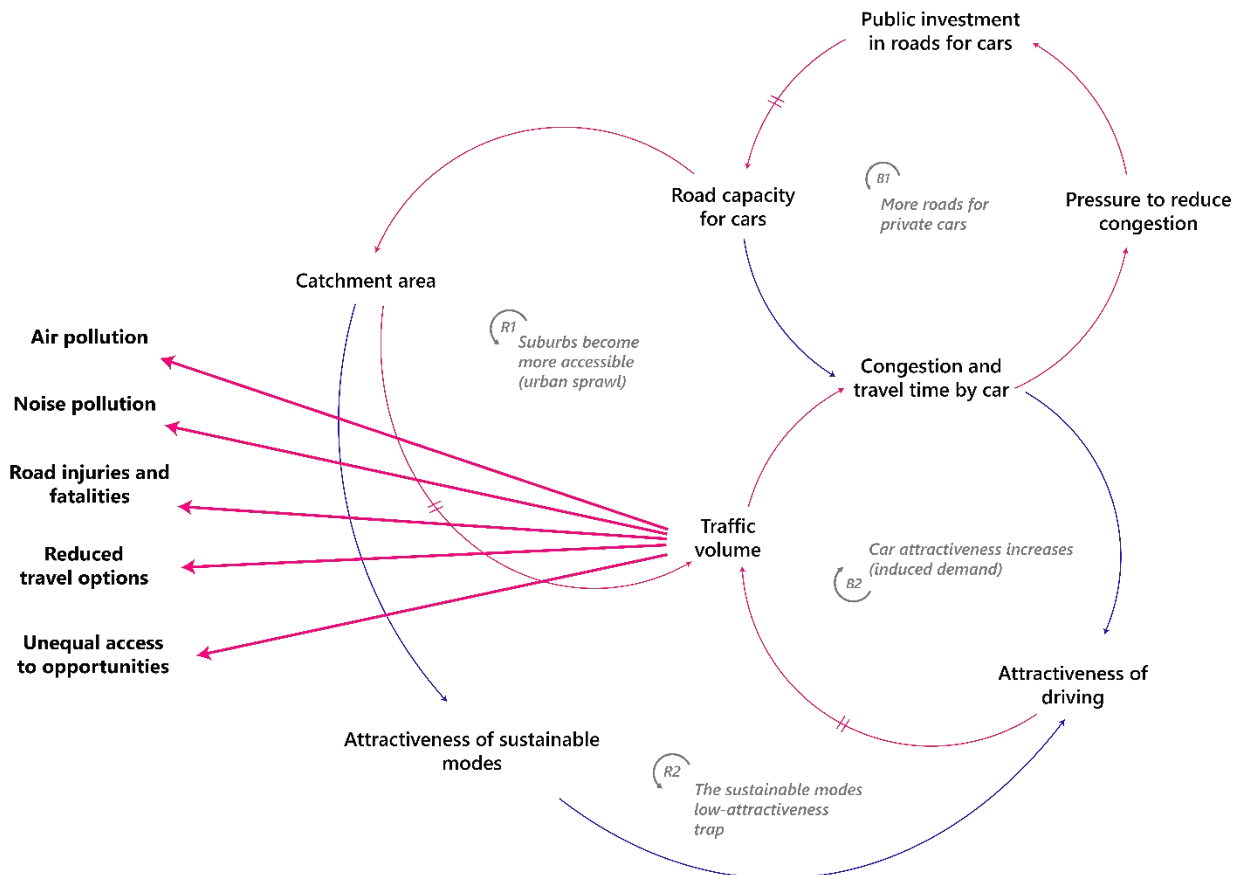 Public investment
in roads for cars
B1
More roads for
private cars
Road capacity
for cars
Pressure to reduce
congestion
Catchment area
R1
Suburbs become
more accessible
(urban sprawl)
Air pollution
Noise pollution
Road injuries and
fatalities
Reduced
travel options
Unequal access
to opportunities
Congestion and
travel time by car
Traffic
volume
Car attractiveness increases
(induced demand)
B2
Attractiveness of
driving
Attractiveness of sustainable
modes
R2
The sustainable modes
low-attractiveness
trap